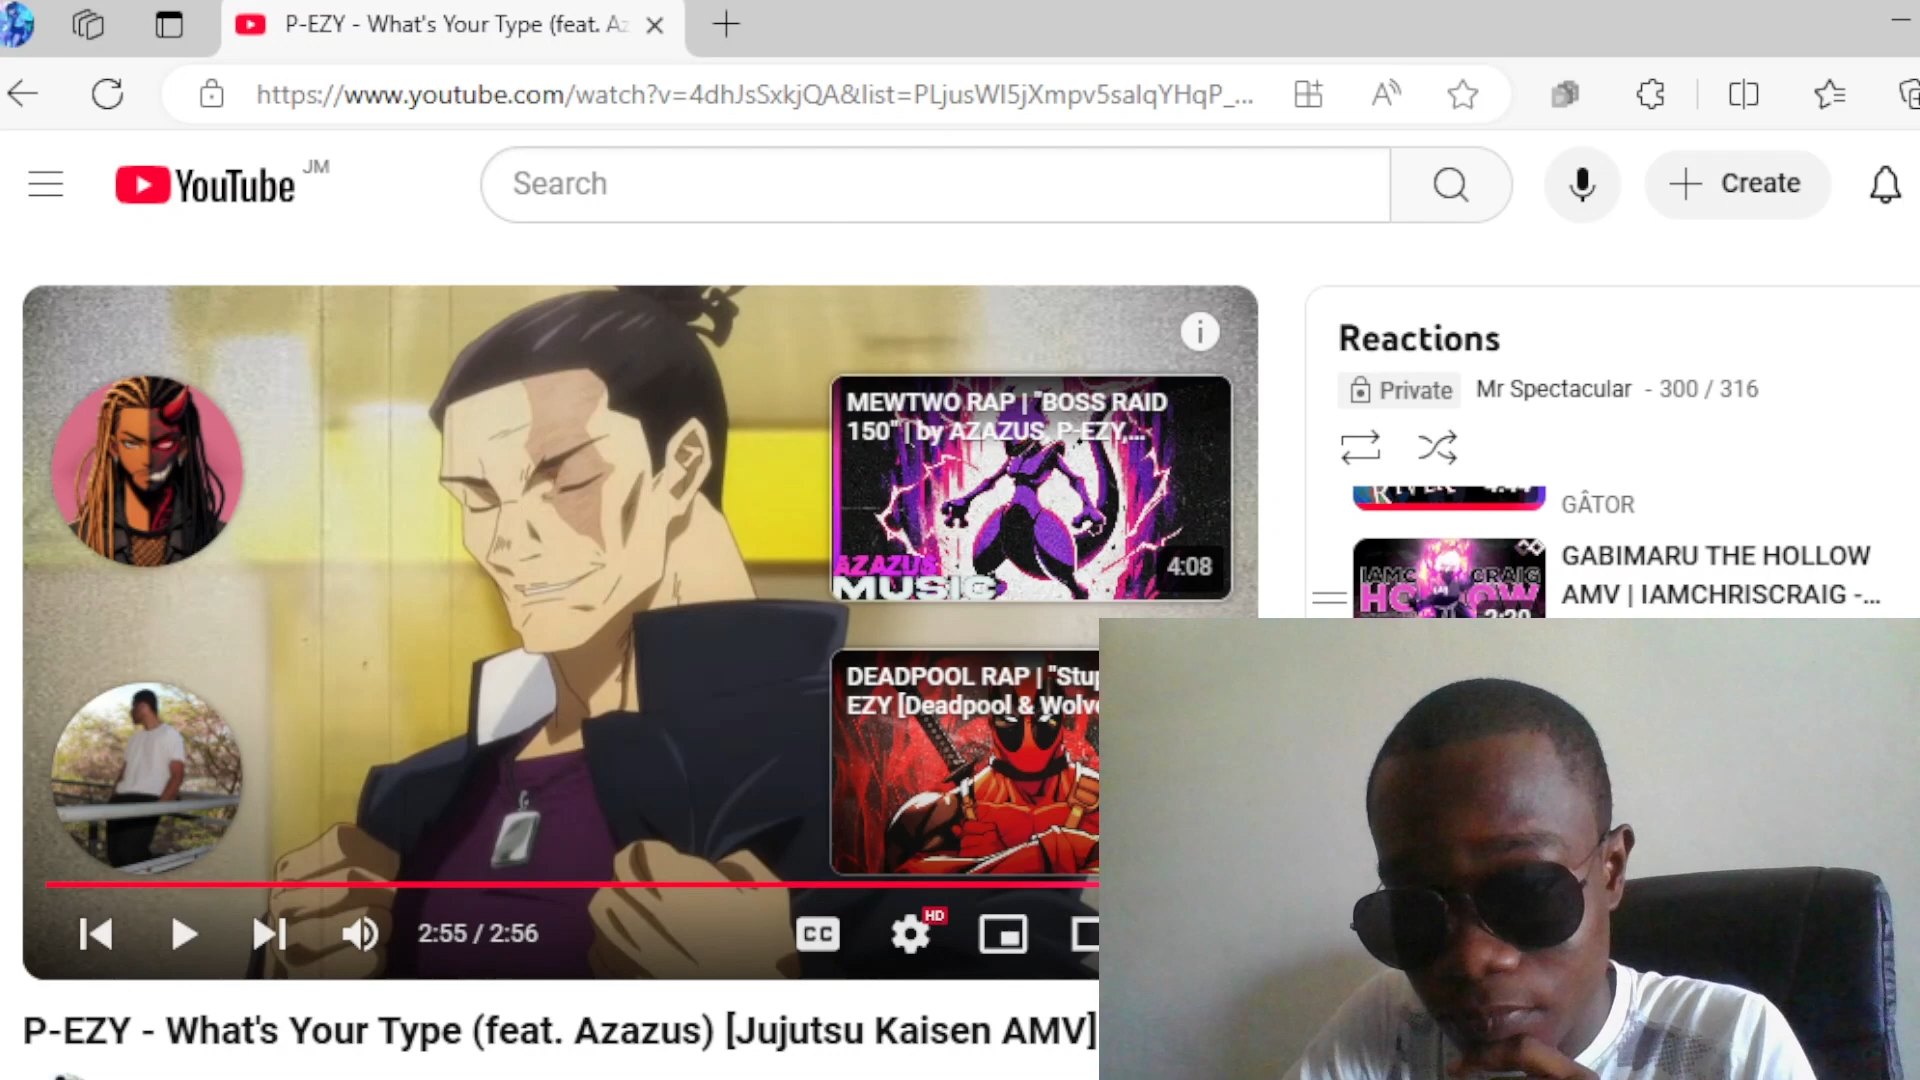 P-EZY - What's Your Type (feat. Az
https://www.youtube.com/watch?v=4dhJsSxkjQA&list=PLjusWI5jXmpv5salqYHqP_...
YouTube JM
Search
Create
MEWTWO RAP | "BOSS RAID
150" | by AZAZUS, P-EZY,...
AZAZUS
MUSIC
4:08
DEADPOOL RAP | "Stup
EZY [Deadpool & Wolve
2:55 / 2:56
CC
HD
P-EZY - What's Your Type (feat. Azazus) [Jujutsu Kaisen AMV]
Reactions
Private Mr Spectacular - 300 / 316
GÂTOR
GABIMARU THE HOLLOW
AMV | IAMCHRISCRAIG -...